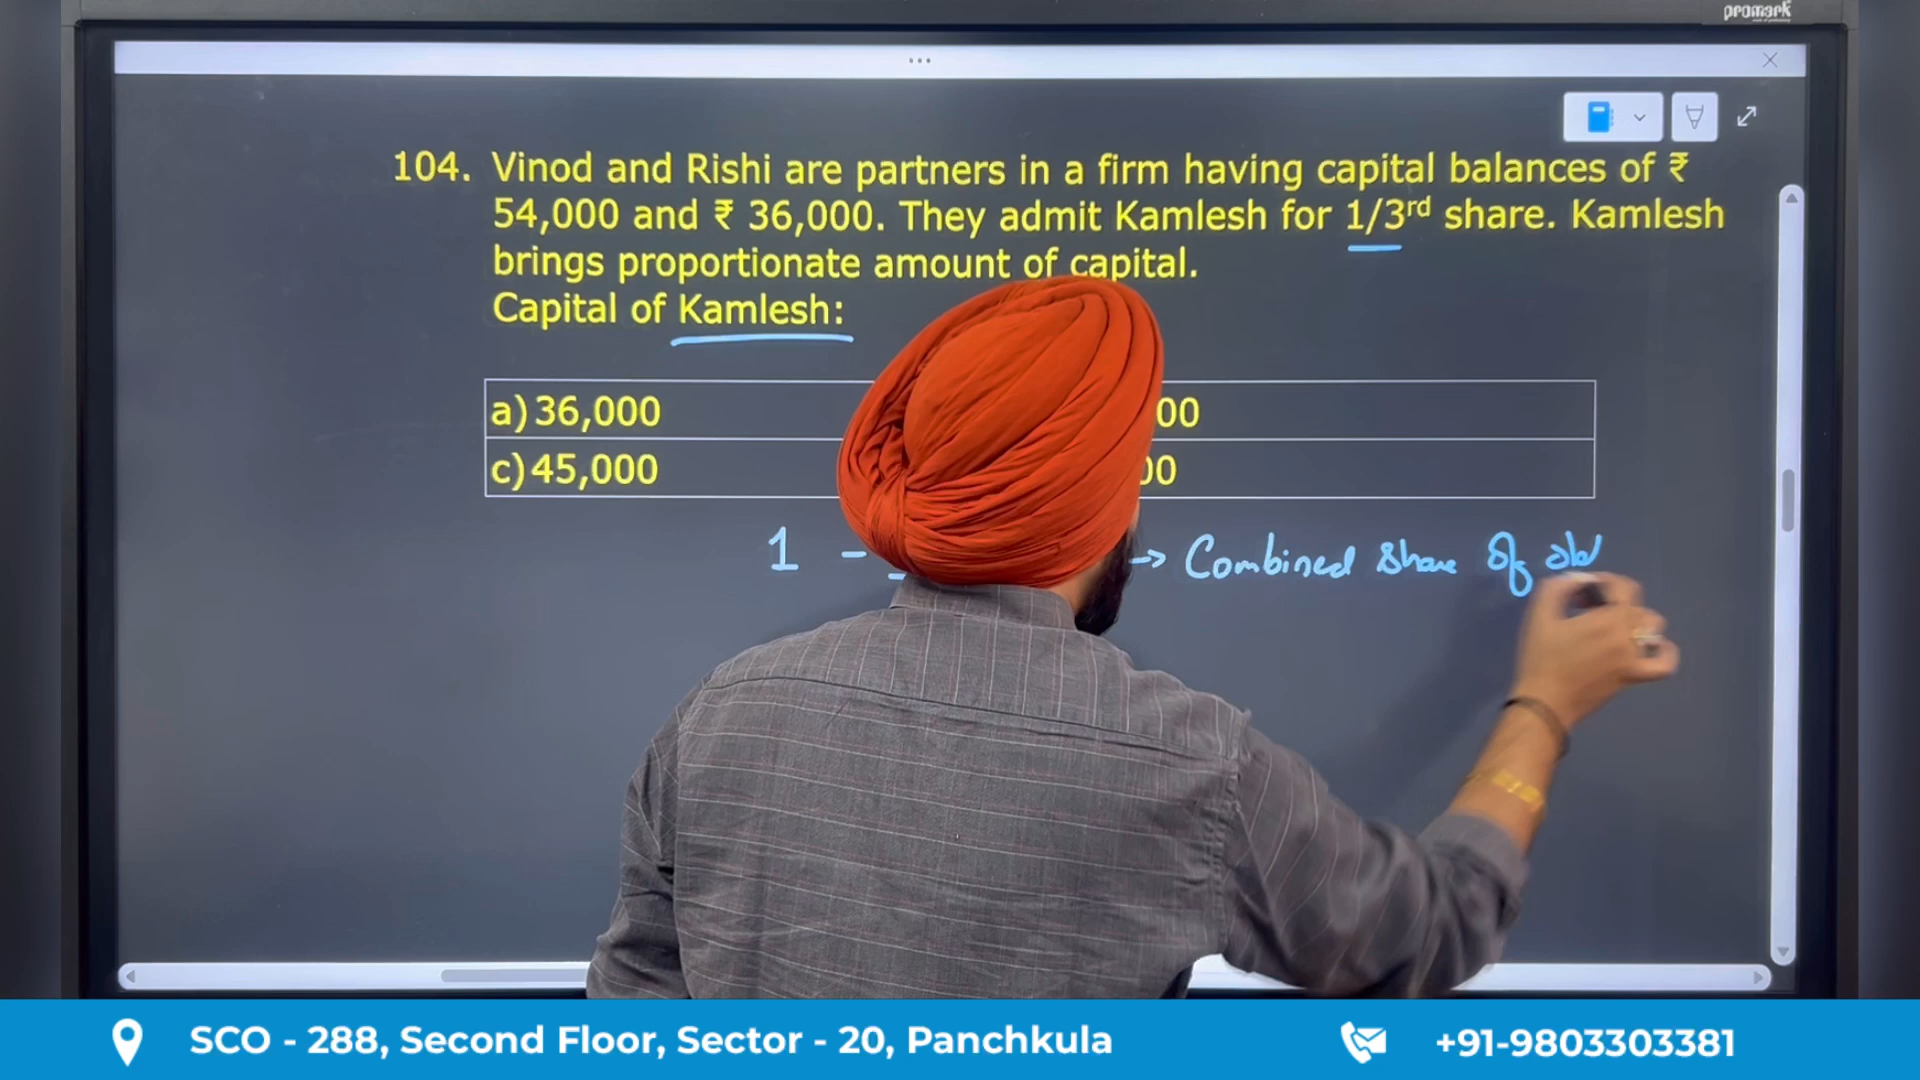 promark
104. Vinod and Rishi are partners in a firm having capital balances of ₹
54,000 and ₹ 36,000. They admit Kamlesh for 1/3rd share. Kamlesh
brings proportionate amount of capital.
Capital of Kamlesh:
a) 36,000 00
c) 45,000 00
1 - -> Combined share of old
SCO - 288, Second Floor, Sector - 20, Panchkula
+91-9803303381